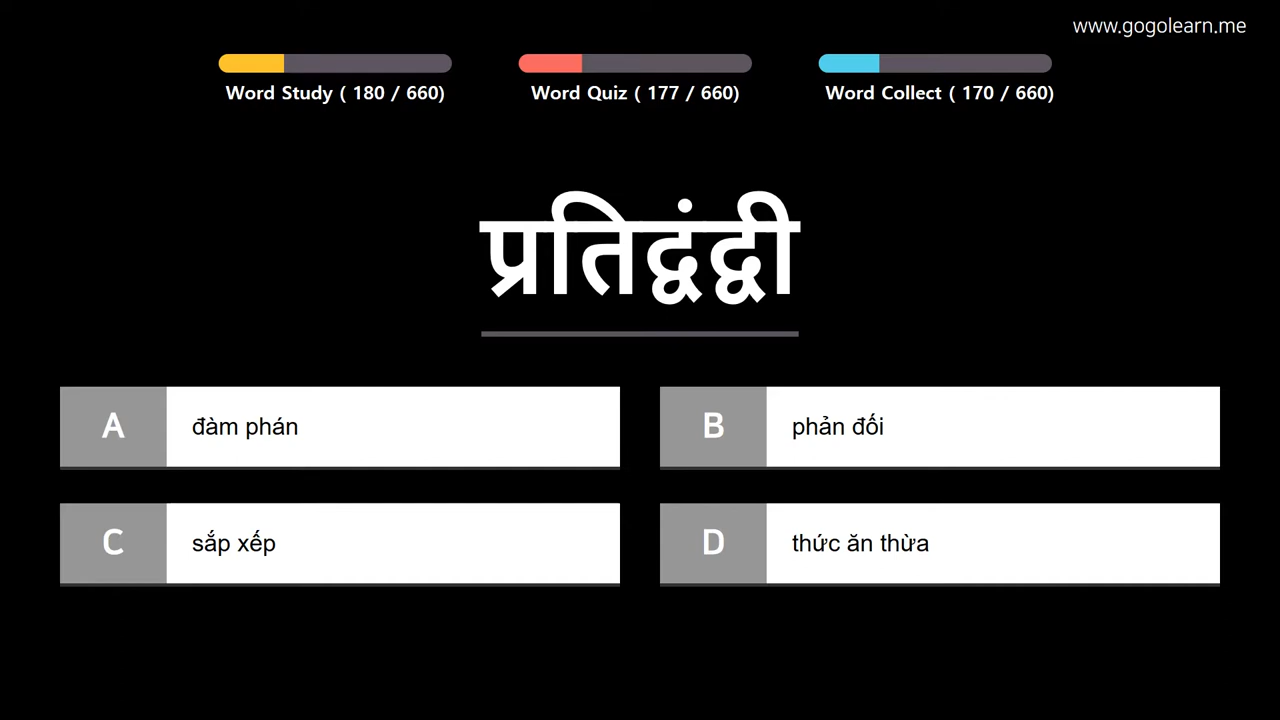 www.gogolearn.me
Word Study ( 180 / 660)
Word Quiz ( 177 / 660)
Word Collect ( 170 / 660)
प्रतिद्वंद्वी
A
đàm phán
B
phản đối
C
sắp xếp
D
thức ăn thừa